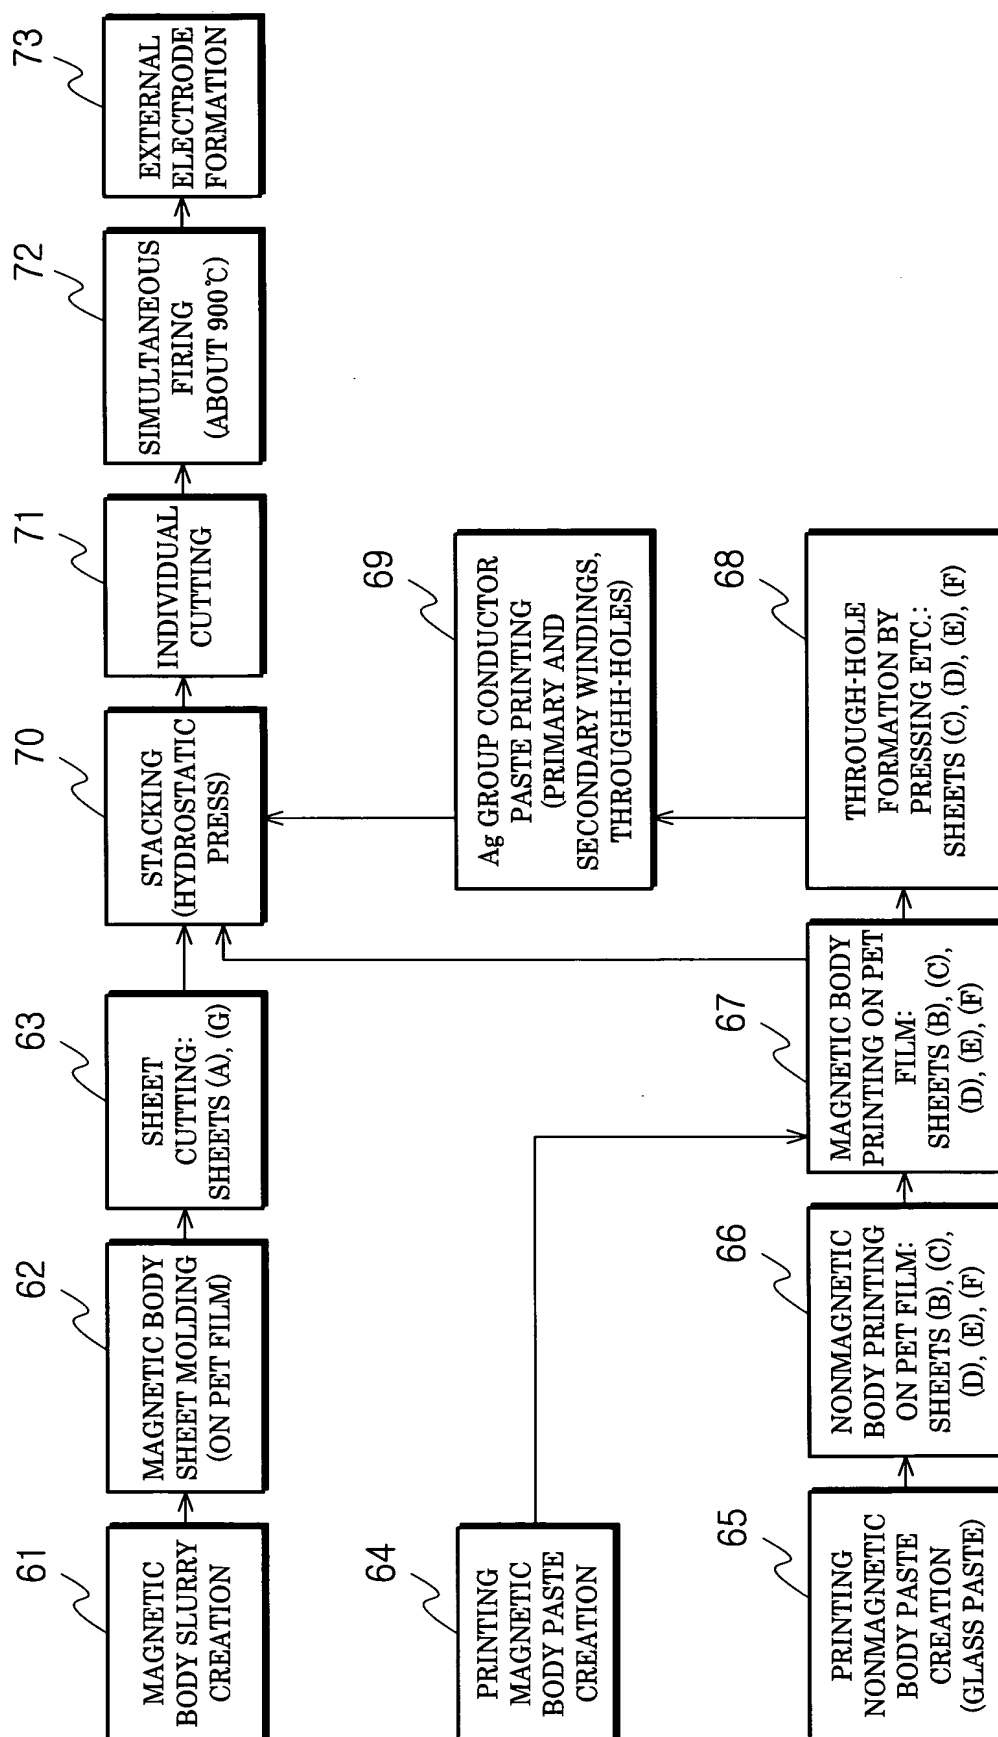 61
MAGNETIC
BODY SLURRY
CREATION
62
MAGNETIC BODY
SHEET MOLDING
(ON PET FILM)
63
SHEET
CUTTING:
SHEETS (A), (G)
70
STACKING
(HYDROSTATIC
PRESS)
71
INDIVIDUAL
CUTTING
72
SIMULTANEOUS
FIRING
(ABOUT 900℃)
73
EXTERNAL
ELECTRODE
FORMATION
64
PRINTING
MAGNETIC
BODY PASTE
CREATION
69
Ag GROUP CONDUCTOR
PASTE PRINTING
(PRIMARY AND
SECONDARY WINDINGS,
THROUGHH-HOLES)
65
PRINTING
NONMAGNETIC
BODY PASTE
CREATION
(GLASS PASTE)
66
NONMAGNETIC
BODY PRINTING
ON PET FILM:
SHEETS (B), (C),
(D), (E), (F)
67
MAGNETIC BODY
PRINTING ON PET
FILM:
SHEETS (B), (C),
(D), (E), (F)
68
THROUGH-HOLE
FORMATION BY
PRESSING ETC.:
SHEETS (C), (D), (E), (F)